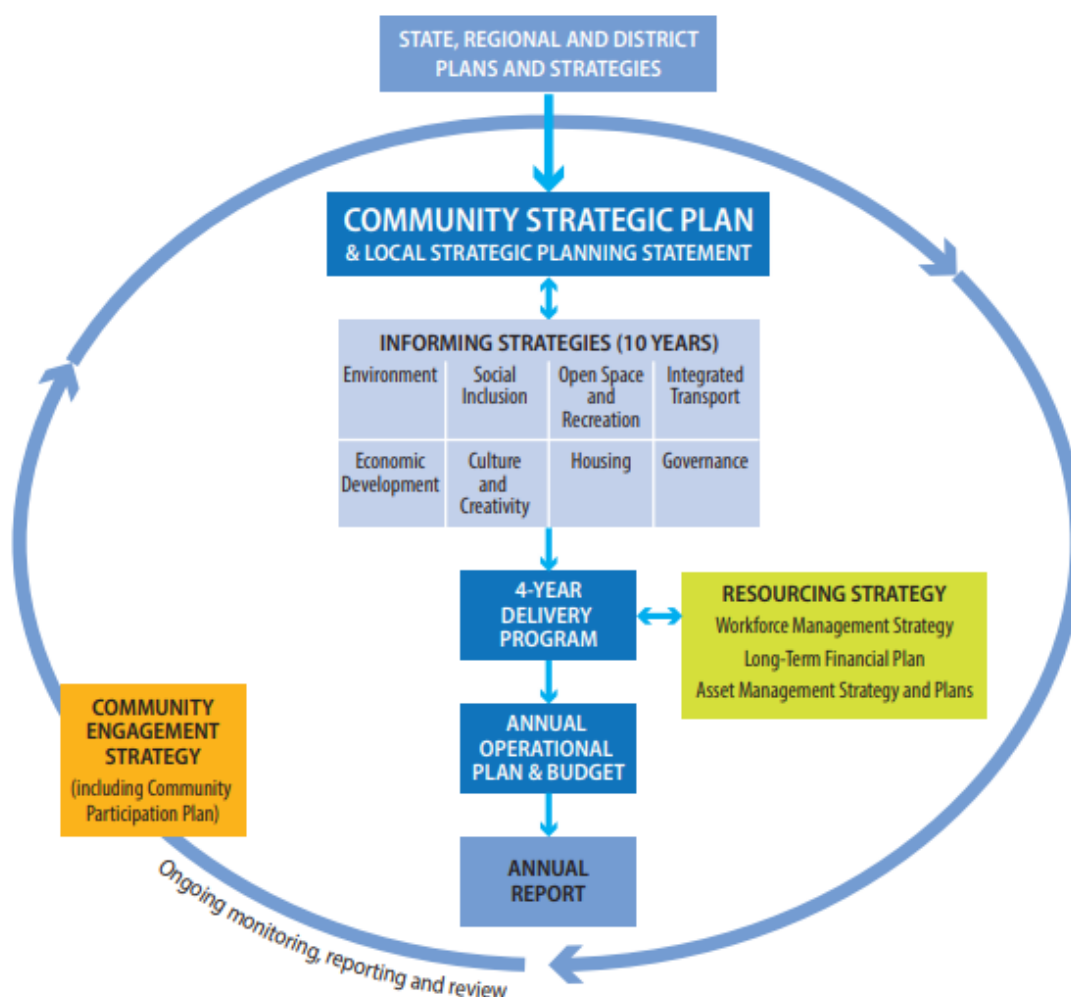 STATE, REGIONAL AND DISTRICT
PLANS AND STRATEGIES
COMMUNITY STRATEGIC PLAN
& LOCAL STRATEGIC PLANNING STATEMENT
INFORMING STRATEGIES (10 YEARS)
Environment
Social
Inclusion
Open Space
and
Recreation
Integrated
Transport
Economic
Development
Culture
and
Creativity
Housing
Governance
4-YEAR
DELIVERY
PROGRAM
RESOURCING STRATEGY
Workforce Management Strategy
Long-Term Financial Plan
Asset Management Strategy and Plans
COMMUNITY
ENGAGEMENT
STRATEGY
(including Community
Participation Plan)
ANNUAL
OPERATIONAL
PLAN & BUDGET
ANNUAL
REPORT
Ongoing monitoring, reporting and review